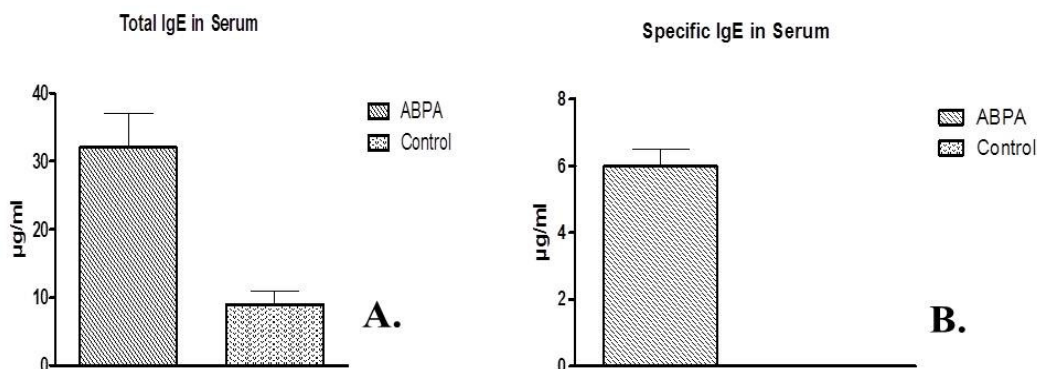 Total IgE in Serum
40
30
20
10
0
µg/ml
ABPA
Control
A.
Specific IgE in Serum
8
6
4
2
0
µg/ml
ABPA
Control
B.